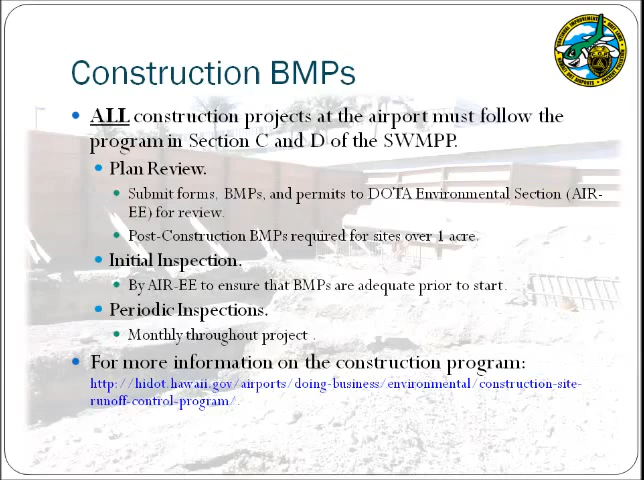 Construction BMPs
ALL construction projects at the airport must follow the
program in Section C and D of the SWMPP.
Plan Review.
Submit forms, BMPs, and permits to DOTA Environmental Section (AIR-
EE) for review.
Post-Construction BMPs required for sites over 1 acre.
Initial Inspection.
By AIR-EE to ensure that BMPs are adequate prior to start.
Periodic Inspections.
Monthly throughout project .
For more information on the construction program:
http://hidot.hawaii.gov/airports/doing-business/environmental/construction-site-
runoff-control-program/.